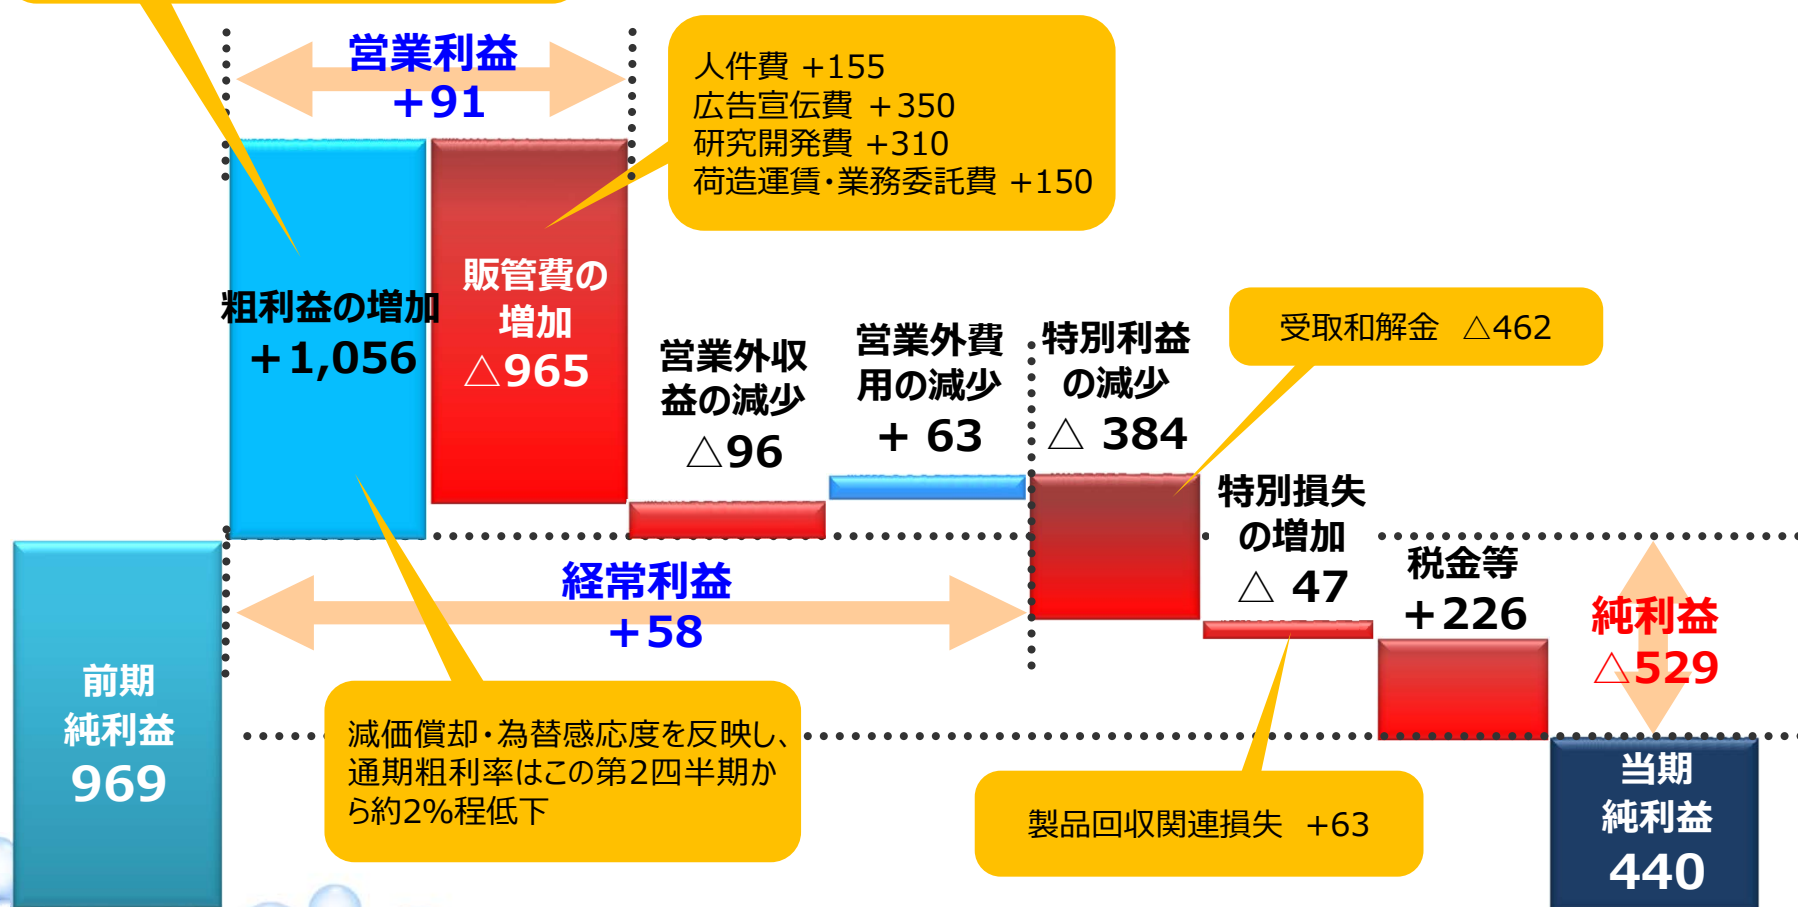 営業利益
+91
人件費 +155
広告宣伝費 +350
研究開発費 +310
荷造運賃・業務委託費 +150
粗利益の増加
+1,056
販管費の
増加
△965
営業外収
益の減少
△96
営業外費
用の減少
+ 63
特別利益
の減少
△ 384
受取和解金 △462
特別損失
の増加
△ 47
税金等
+226
経常利益
+58
純利益
△529
前期
純利益
969
減価償却・為替感応度を反映し、
通期粗利率はこの第2四半期か
ら約2%程低下
製品回収関連損失 +63
当期
純利益
440